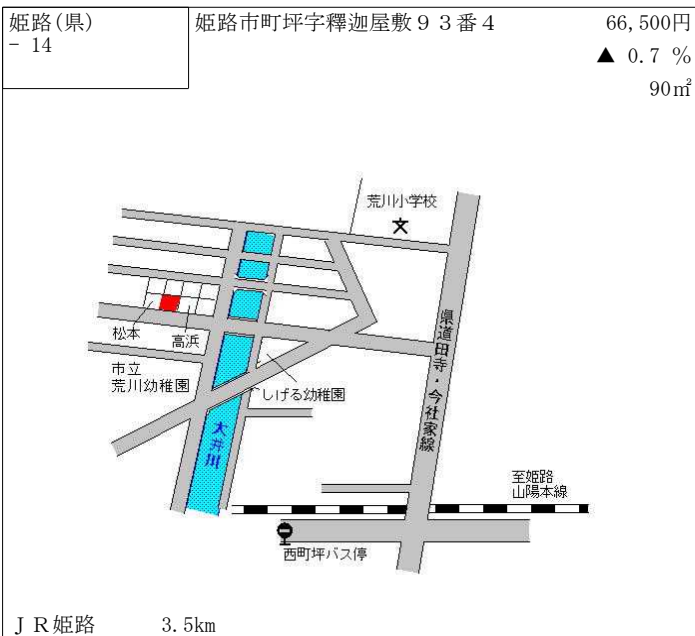 姫路(県)
- 14
姫路市町坪字釋迦屋敷９３番４
66,500円
▲ 0.7 %
90㎡
荒川小学校
文
松本
高浜
市立
荒川幼稚園
しげる幼稚園
大井川
県道田寺・今社家線
至姫路
山陽本線
西町坪バス停
ＪＲ姫路 3.5km